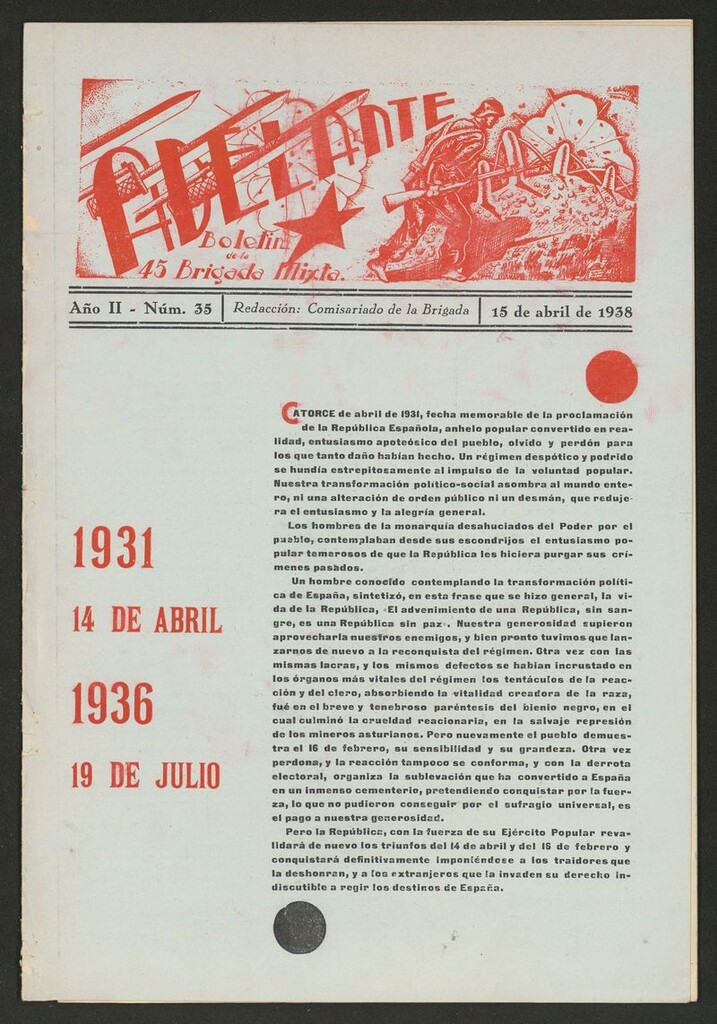 ADELANTE
Boletín
de la
45 Brigada Mixta.
Año II - Núm. 35
Redacción: Comisariado de la Brigada
15 de abril de 1938
CATORCE de abril de 1931, fecha memorable de la proclamación
de la República Española, anhelo popular convertido en rea-
lidad, entusiasmo apoteósico del pueblo, olvido y perdón para
los que tanto daño habían hecho. Un régimen despótico y podrido
se hundía estrepitosamente al impulso de la voluntad popular.
Nuestra transformación político-social asombra al mundo ente-
ro, ni una alteración de orden público ni un desmán, que reduje-
ra el entusiasmo y la alegría general.
Los hombres de la monarquía desahuciados del Poder por el
pueblo, contemplaban desde sus escondrijos el entusiasmo po-
pular temerosos de que la República les hiciera purgar sus crí-
menes pasados.
Un hombre conocido contemplando la transformación políti-
ca de España, sintetizó, en esta frase que se hizo general, la vi-
da de la República, «El advenimiento de una República, sin san-
gre, es una República sin paz». Nuestra generosidad supieron
aprovecharla nuestros enemigos, y bien pronto tuvimos que lan-
zarnos de nuevo a la reconquista del régimen. Otra vez con las
mismas lacras, y los mismos defectos se habían incrustado en
los órganos más vitales del régimen los tentáculos de la reac-
ción y del clero, absorbiendo la vitalidad creadora de la raza,
fué en el breve y tenebroso paréntesis del bienio negro, en el
cual culminó la crueldad reacionaria, en la salvaje represión
de los mineros asturianos. Pero nuevamente el pueblo demues-
tra el 16 de febrero, su sensibilidad y su grandeza. Otra vez
perdona, y la reacción tampoco se conforma, y con la derrota
electoral, organiza la sublevación que ha convertido a España
en un inmenso cementerio, pretendiendo conquistar por la fuer-
za, lo que no pudieron conseguir por el sufragio universal, es
el pago a nuestra generosidad.
Pero la República, con la fuerza de su Ejército Popular reva-
lidará de nuevo los triunfos del 14 de abril y del 16 de febrero y
conquistará definitivamente imponiéndose a los traidores que
la deshonran, y a los extranjeros que la invaden su derecho in-
discutible a regir los destinos de España.
1931
14 DE ABRIL
1936
19 DE JULIO